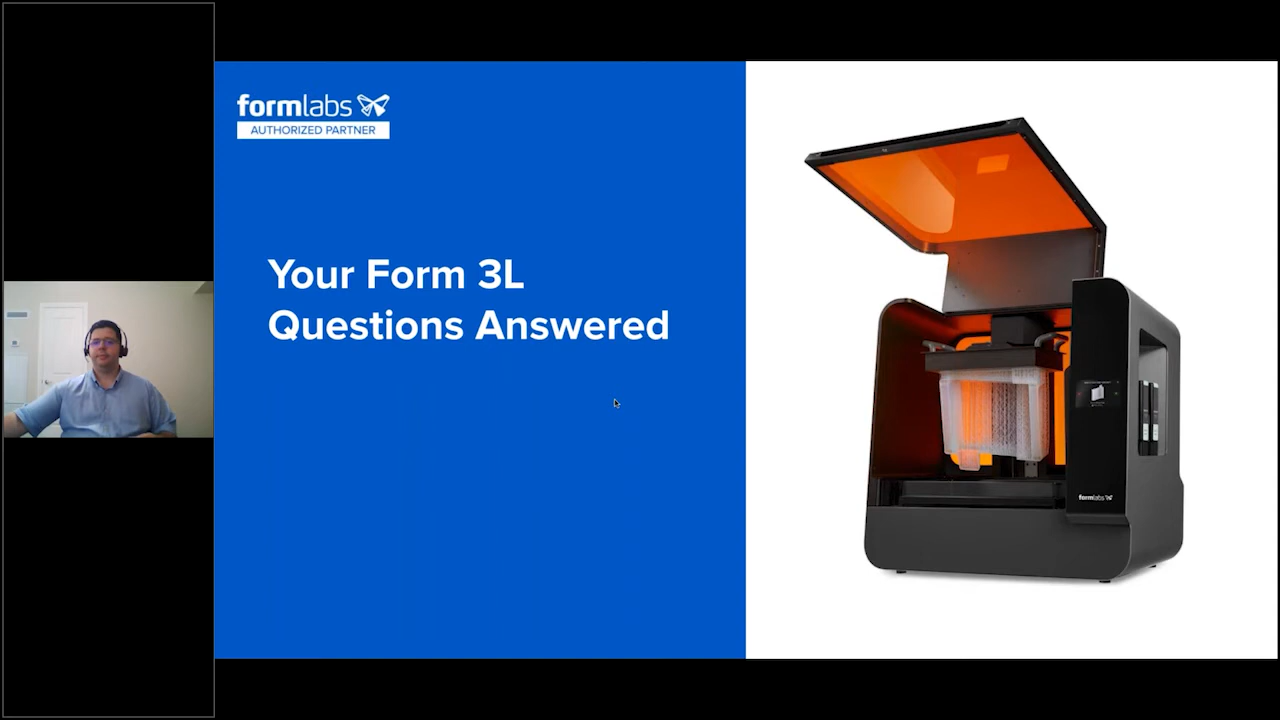 formlabs
AUTHORIZED PARTNER
Your Form 3L
Questions Answered
formlabs